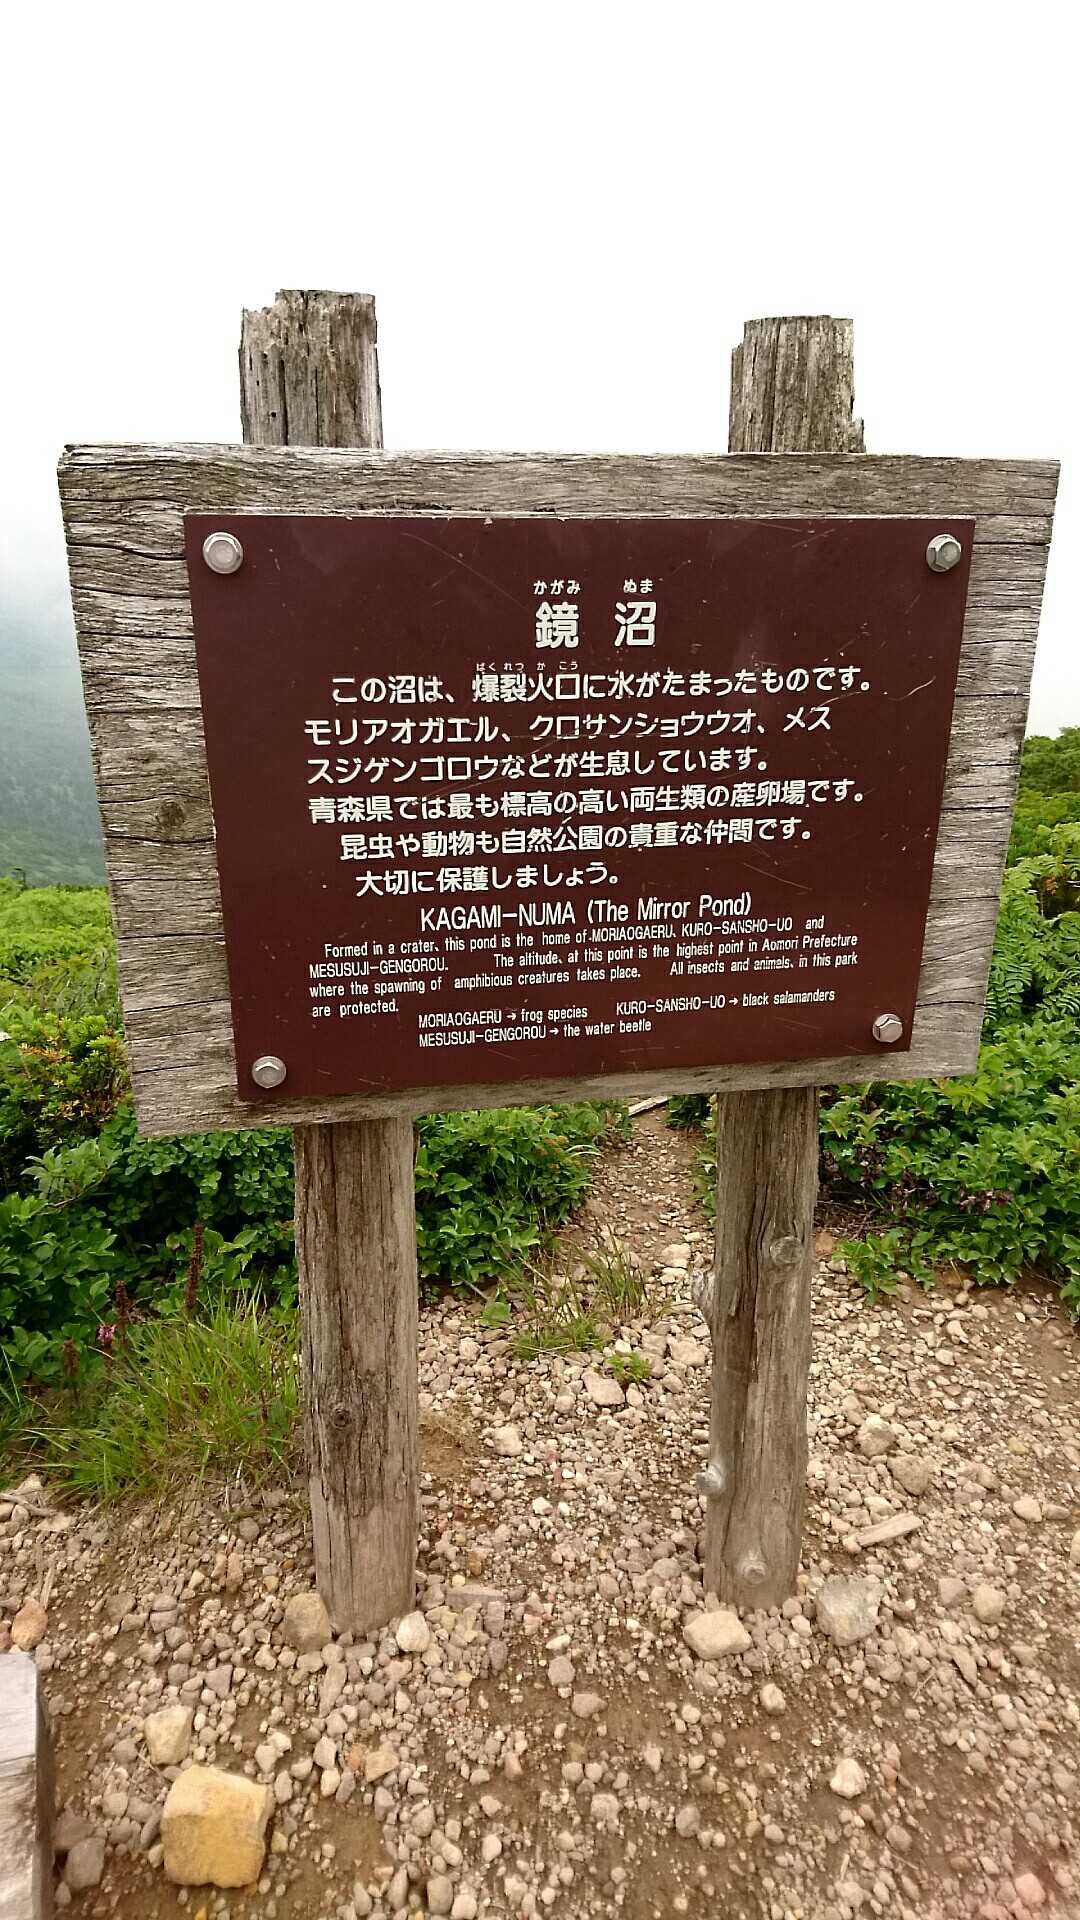 かがみ ぬま
鏡 沼
ばくれつ か こう
この沼は、爆裂火口に水がたまったものです。
モリアオガエル、クロサンショウウオ、メス
スジゲンゴロウなどが生息しています。
青森県では最も標高の高い両生類の産卵場です。
昆虫や動物も自然公園の貴重な仲間です。
大切に保護しましょう。
KAGAMI-NUMA (The Mirror Pond)
Formed in a crater, this pond is the home of MORIAOGAERU, KURO-SANSHO-UO and
MESUSUJI-GENGOROU. The altitude, at this point is the highest point in Aomori Prefecture
where the spawning of amphibious creatures takes place. All insects and animals, in this park
are protected.
MORIAOGAERU → frog species KURO-SANSHO-UO → black salamanders
MESUSUJI-GENGOROU → the water beetle